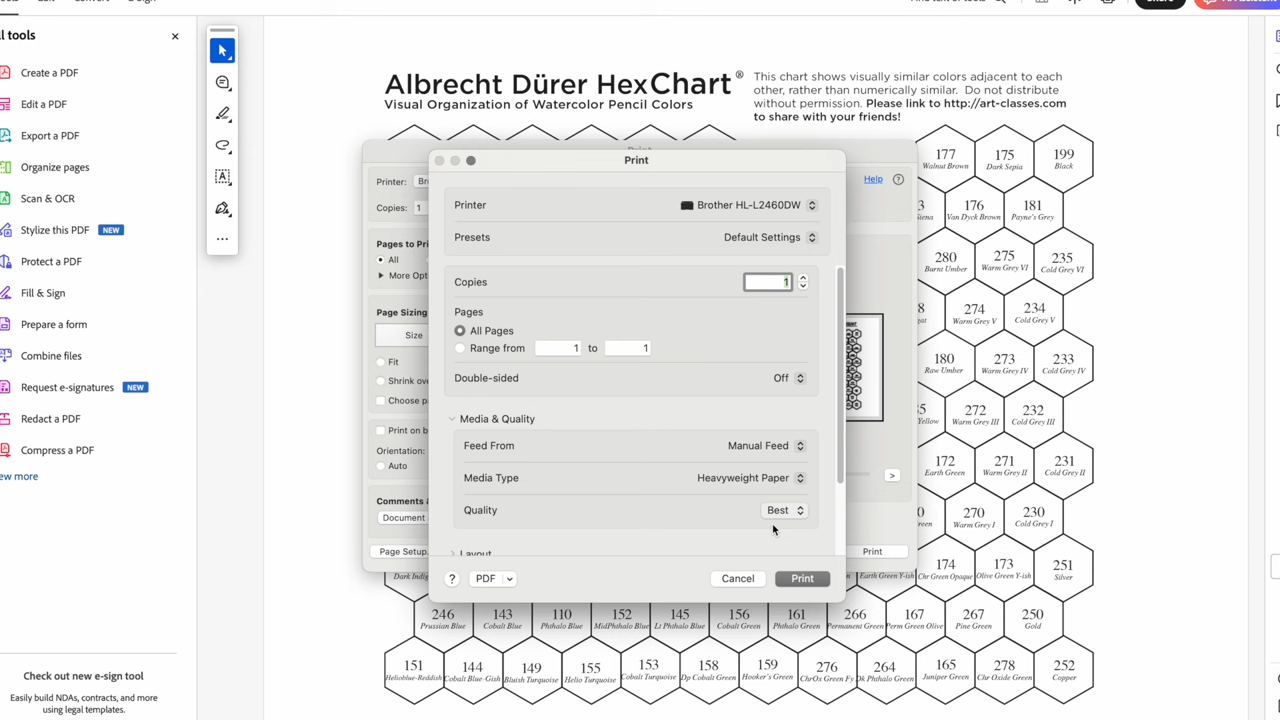 ll tools
Create a PDF
Edit a PDF
Export a PDF
Organize pages
Scan & OCR
Stylize this PDF NEW
Protect a PDF
Fill & Sign
Prepare a form
Combine files
Request e-signatures NEW
Redact a PDF
Compress a PDF
ew more
Check out new e-sign tool
Easily build NDAs, contracts, and more
using legal templates.
Albrecht Dürer HexChart®
Visual Organization of Watercolor Pencil Colors
This chart shows visually similar colors adjacent to each
other, rather than numerically similar. Do not distribute
without permission. Please link to http://art-classes.com
to share with your friends!
Printer: Br
Copies: 1
Pages to Pri
All
More Opt
Page Sizing
Size
Fit
Shrink ove
Choose p
Print on b
Orientation:
Auto
Comments &
Document
Page Setup.
Help ?
>
Print
Print
Printer Brother HL-L2460DW
Presets Default Settings
Copies 1
Pages
All Pages
Range from 1 to 1
Double-sided Off
Media & Quality
Feed From Manual Feed
Media Type Heavyweight Paper
Quality Best
Layout
? PDF Cancel Print
177 175 199
Walnut Brown Dark Sepia Black
176 181
Siena Van Dyck Brown Payne's Grey
280 275 235
Burnt Umber Warm Grey VI Cold Grey VI
8 274 234
Warm Grey V Cold Grey V
180 273 233
Raw Umber Warm Grey IV Cold Grey IV
5 272 232
Yellow Warm Grey III Cold Grey III
172 271 231
Earth Green Warm Grey II Cold Grey II
0 270 230
reen Warm Grey I Cold Grey I
174 173 251
Dark Indig Earth Green Y-ish Chr Green Opaque Olive Green Y-ish Silver
246 143 110 152 145 156 161 266 167 267 250
Prussian Blue Cobalt Blue Phthalo Blue MidPhthalo Blue Lt Phthalo Blue Cobalt Green Phthalo Green Permanent Green Perm Green Olive Pine Green Gold
151 144 149 155 153 158 159 276 264 165 278 252
Helioblue-Reddish Cobalt Blue-Gish Bluish Turquoise Helio Turquoise Cobalt Turquoise Dp Cobalt Green Hooker's Green ChrOx Green Fy Dk Phthalo Green Juniper Green Chr Oxide Green Copper